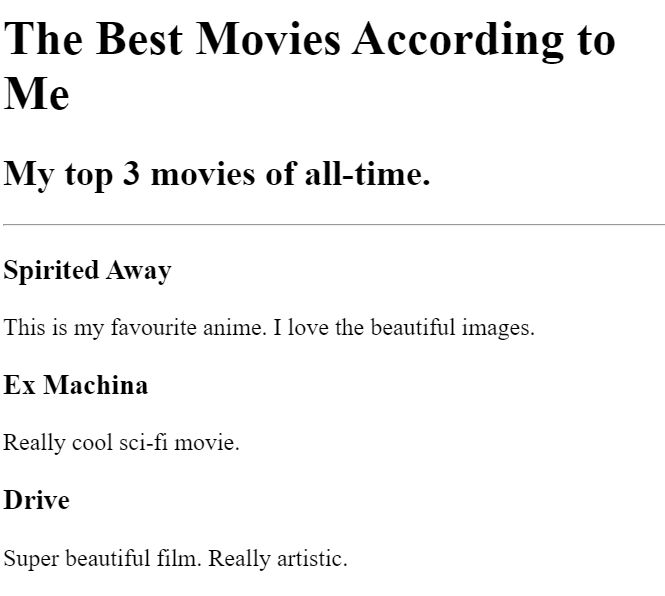 The Best Movies According to
Me
My top 3 movies of all-time.
Spirited Away
This is my favourite anime. I love the beautiful images.
Ex Machina
Really cool sci-fi movie.
Drive
Super beautiful film. Really artistic.